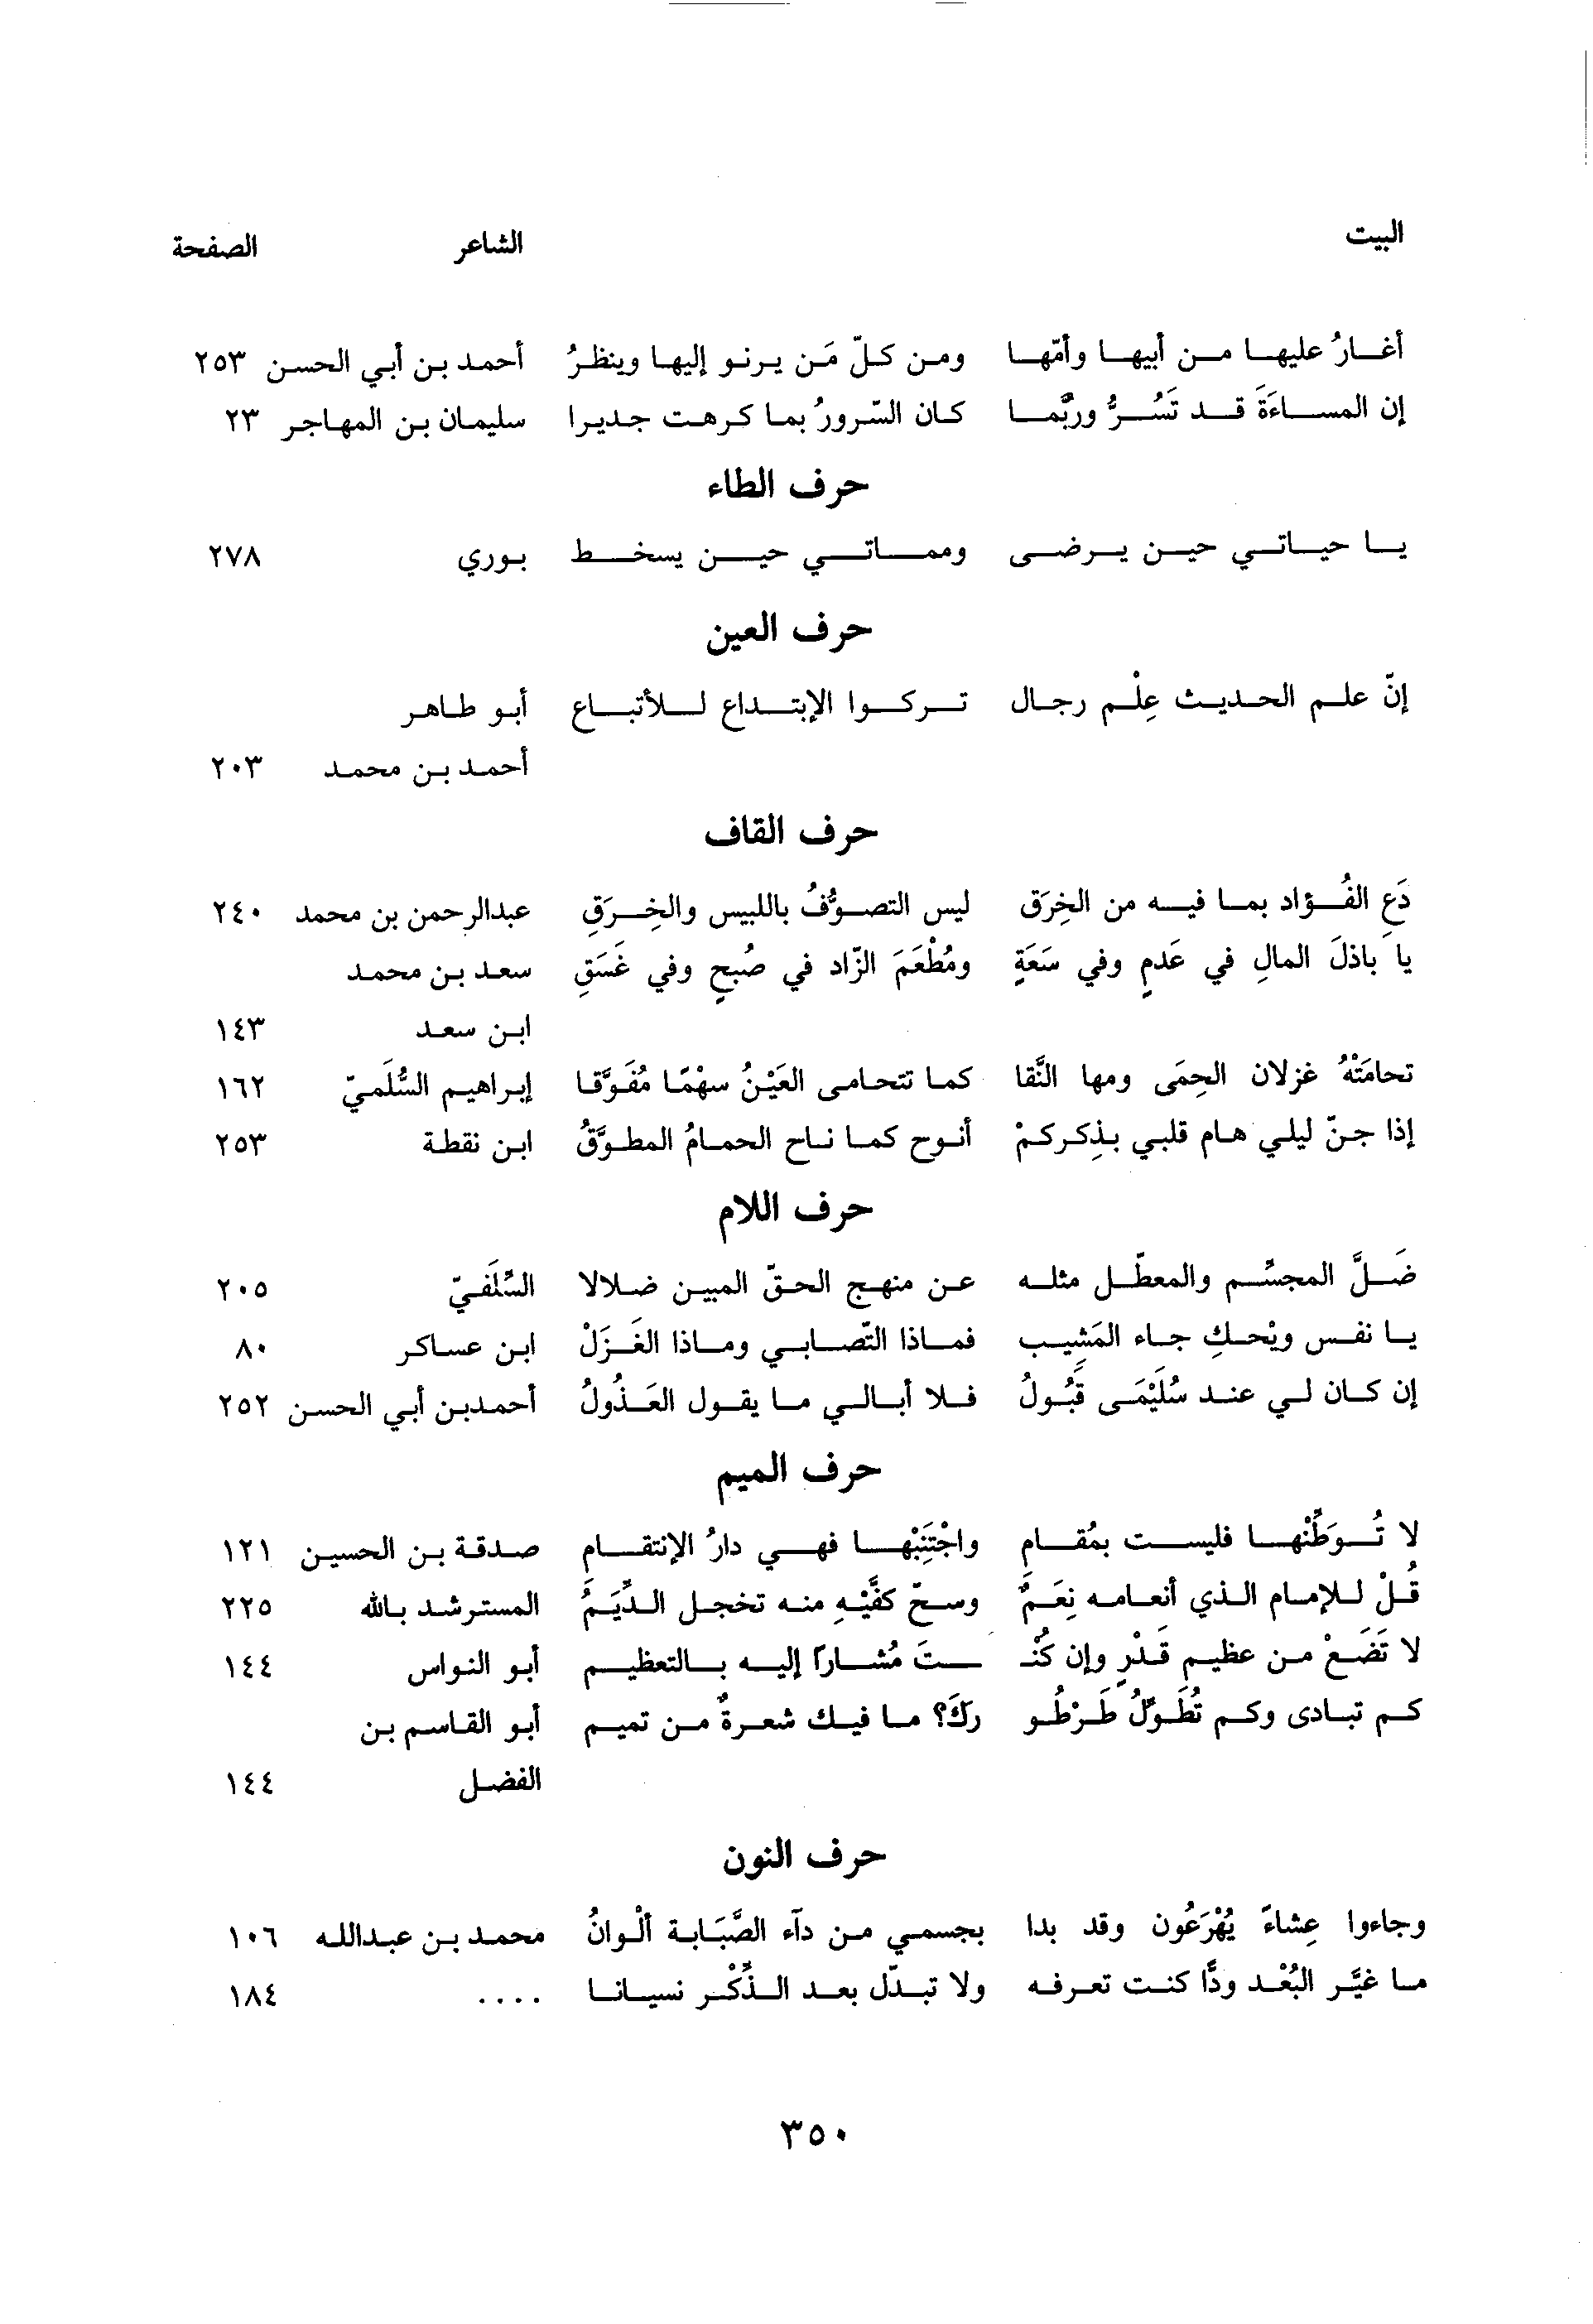 البيت الشاعر الصفحة
أغارُ عليها من أبيها وأمّها ومن كلّ مَن يرنو إليها وينظرُ أحمد بن أبي الحسن ٢٥٣
إن المساءَةَ قد تَسُرُّ وربُّما كان السّرورُ بما كرهت جديرا سليمان بن المهاجر ٢٣
حرف الطاء
يا حياتي حين يرضى ومماتي حين يسخط بوري ٢٧٨
حرف العين
إنّ علم الحديث عِلْم رجال تركوا الإبتداع للأتباع أبو طاهر
أحمد بن محمد ٢٠٣
حرف القاف
دَعِ الفُؤاد بما فيه من الخِرَق ليس التصوُّفُ باللبيس والخِرَقِ عبدالرحمن بن محمد ٢٤٠
يا باذلَ المالِ في عَدمٍ وفي سَعَةٍ ومُطْعَمَ الزّاد في صُبحٍ وفي غَسَقِ سعد بن محمد
ابن سعد ١٤٣
تحامَتْهُ غزلان الحِمَى ومها النَّقا كما تتحامى العَيْنُ سهْمًا مُفَوَّقا إبراهيم السُّلَميّ ١٦٢
إذا جنّ ليلي هام قلبي بذِكركمْ أنوح كما ناح الحمامُ المطوَّقُ ابن نقطة ٢٥٣
حرف اللام
ضَلَّ المجسِّم والمعطّل مثله عن منهج الحقّ المبين ضلالا السِّلَفيّ ٢٠٥
يا نفس ويْحكِ جاء المَشِيب فماذا التّصابي وماذا الغَزَلْ ابن عساكر ٨٠
إن كان لي عند سُلَيْمَى قَبُولُ فلا أبالي ما يقول العَذُولُ أحمدبن أبي الحسن ٢٥٢
حرف الميم
لا تُوَطِّنْها فليست بمُقامِ واجْتَنِبْها فهي دارُ الإنتقامِ صدقة بن الحسين ١٢١
قُلْ للإمام الذي أنعامه نِعَمٌ وسحّ كفَّيْهِ منه تخجل الدِّيَمُ المسترشد بالله ٢٢٥
لا تَضَعْ من عظيمِ قَدْرٍ وإن كُنْـ ـتَ مُشاراً إليه بالتعظيم أبو النواس ١٤٤
كم تبادى وكم تُطَوِّلُ طَرْطُو ركَ؟ ما فيك شعرةٌ من تميم أبو القاسم بن
الفضل ١٤٤
حرف النون
وجاءوا عِشاءً يُهْرَعُون وقد بدا بجسمي من دآء الصَّبَابة ألْوانُ محمد بن عبدالله ١٠٦
ما غيَّر البُعْد ودًّا كنت تعرفه ولا تبدّل بعد الذِّكْر نسيانا .... ١٨٤
٣٥٠